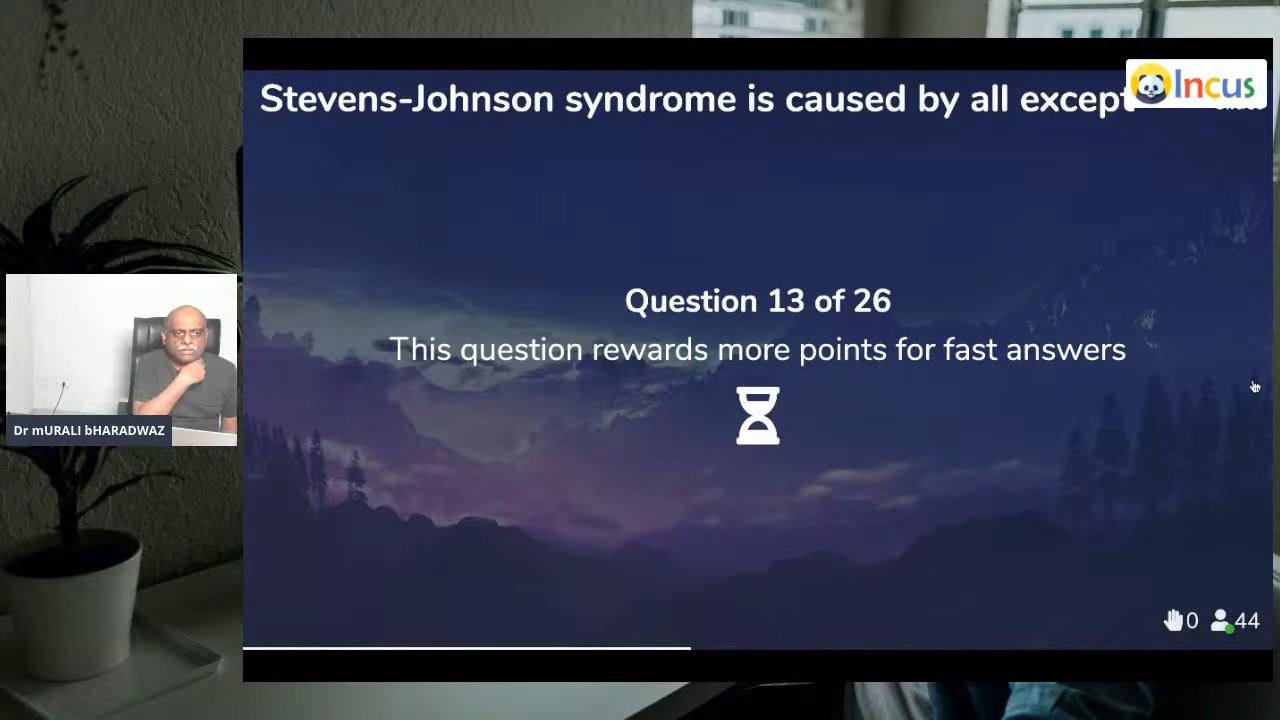 Stevens-Johnson syndrome is caused by all except
Incus
Question 13 of 26
This question rewards more points for fast answers
Dr mURALI bHARADWAZ
0 44